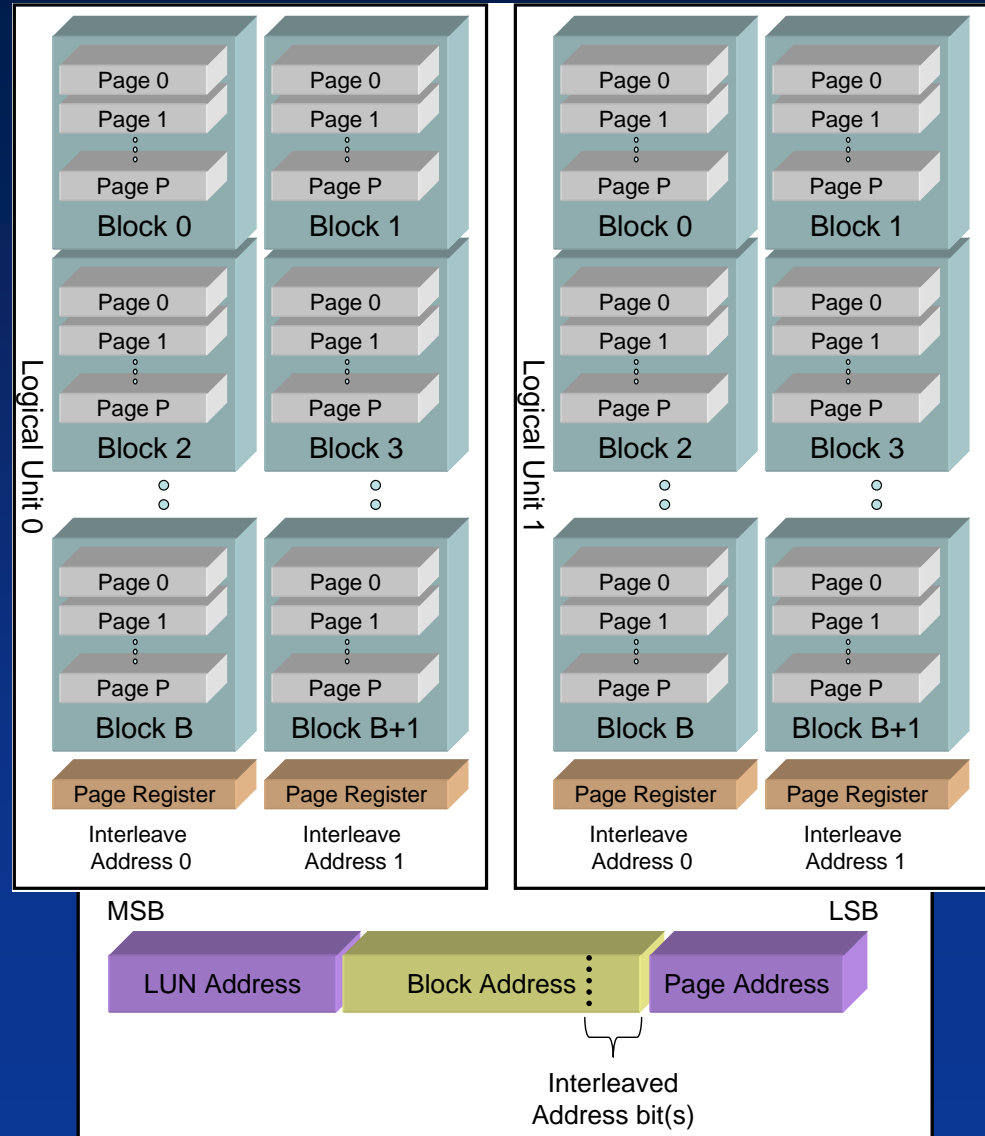 Page 0
Page 1
Page P
Block 0
Page 0
Page 1
Page P
Block 1
Page 0
Page 1
Page P
Block 2
Page 0
Page 1
Page P
Block 3
Page 0
Page 1
Page P
Block B
Page 0
Page 1
Page P
Block B+1
Logical Unit 0
Page Register
Page Register
Interleave
Address 0
Interleave
Address 1
Page 0
Page 1
Page P
Block 0
Page 0
Page 1
Page P
Block 1
Page 0
Page 1
Page P
Block 2
Page 0
Page 1
Page P
Block 3
Page 0
Page 1
Page P
Block B
Page 0
Page 1
Page P
Block B+1
Logical Unit 1
Page Register
Page Register
Interleave
Address 0
Interleave
Address 1
MSB
LSB
LUN Address
Block Address
Page Address
Interleaved
Address bit(s)